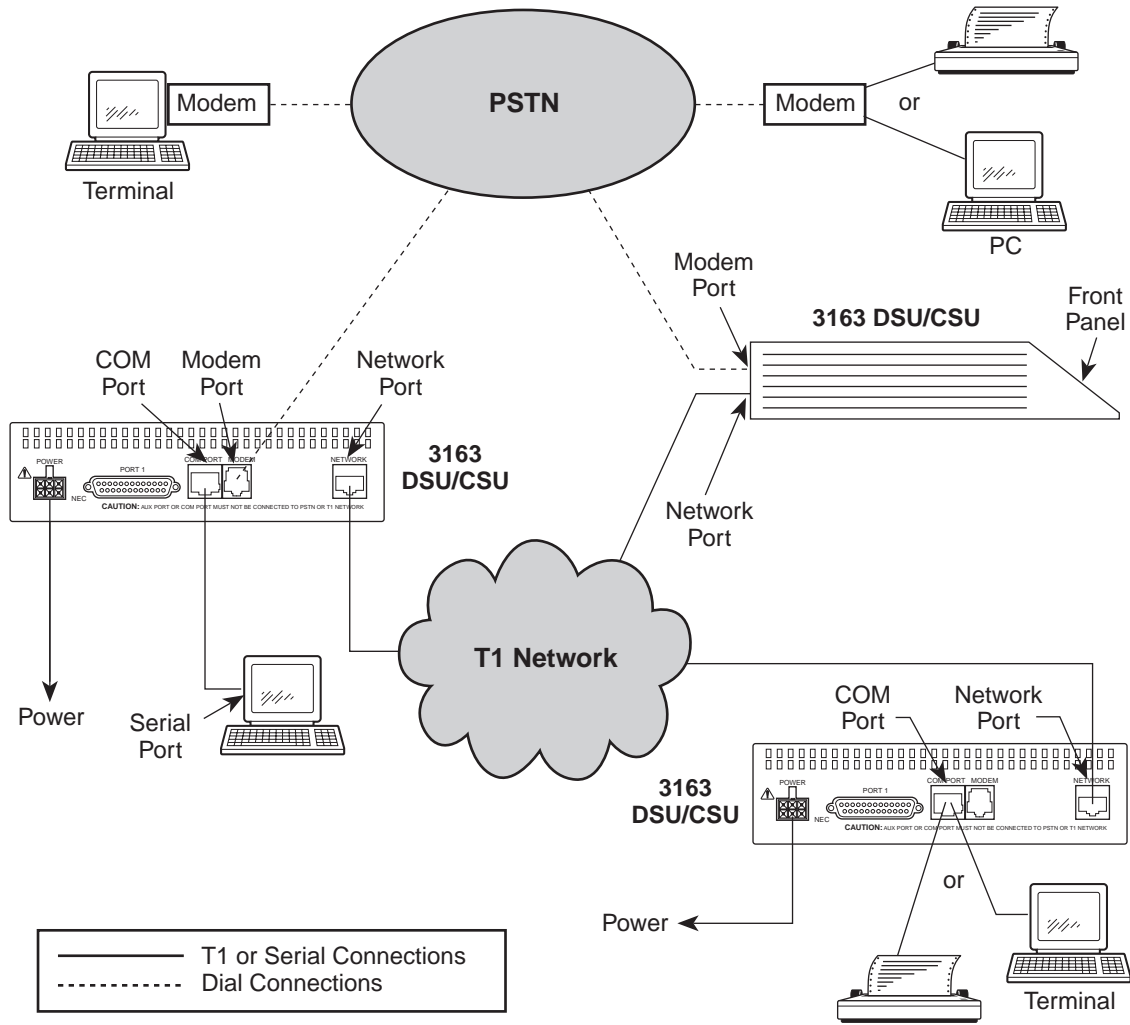 PSTN
Modem
Terminal
Modem
or
PC
Modem
Port
3163 DSU/CSU
Front
Panel
COM
Port
Modem
Port
Network
Port
3163
DSU/CSU
POWER
PORT 1
COM PORT
MODEM
NETWORK
NEC
CAUTION: AUX PORT OR COM PORT MUST NOT BE CONNECTED TO PSTN OR T1 NETWORK
Network
Port
T1 Network
Power
Serial
Port
COM
Port
Network
Port
3163
DSU/CSU
POWER
PORT 1
COM PORT
MODEM
NETWORK
NEC
CAUTION: AUX PORT OR COM PORT MUST NOT BE CONNECTED TO PSTN OR T1 NETWORK
or
Power
Terminal
T1 or Serial Connections
Dial Connections